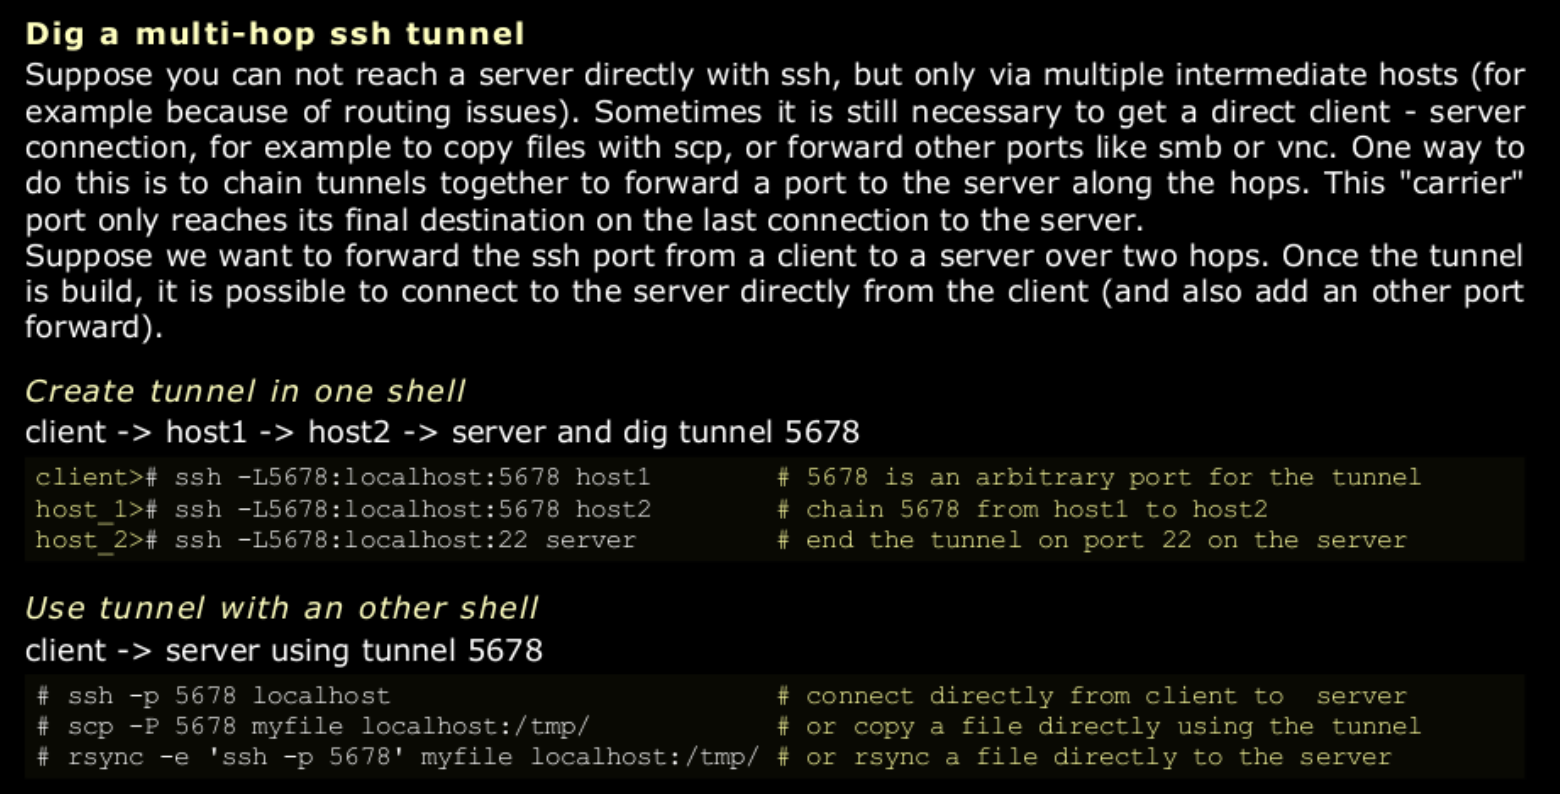 Dig a multi-hop ssh tunnel
Suppose you can not reach a server directly with ssh, but only via multiple intermediate hosts (for
example because of routing issues). Sometimes it is still necessary to get a direct client - server
connection, for example to copy files with scp, or forward other ports like smb or vnc. One way to
do this is to chain tunnels together to forward a port to the server along the hops. This "carrier"
port only reaches its final destination on the last connection to the server.
Suppose we want to forward the ssh port from a client to a server over two hops. Once the tunnel
is build, it is possible to connect to the server directly from the client (and also add an other port
forward).
Create tunnel in one shell
client -> host1 -> host2 -> server and dig tunnel 5678
client># ssh -L5678:localhost:5678 host1 # 5678 is an arbitrary port for the tunnel
host_1># ssh -L5678:localhost:5678 host2 # chain 5678 from host1 to host2
host_2># ssh -L5678:localhost:22 server # end the tunnel on port 22 on the server
Use tunnel with an other shell
client -> server using tunnel 5678
# ssh -p 5678 localhost # connect directly from client to  server
# scp -P 5678 myfile localhost:/tmp/ # or copy a file directly using the tunnel
# rsync -e 'ssh -p 5678' myfile localhost:/tmp/ # or rsync a file directly to the server